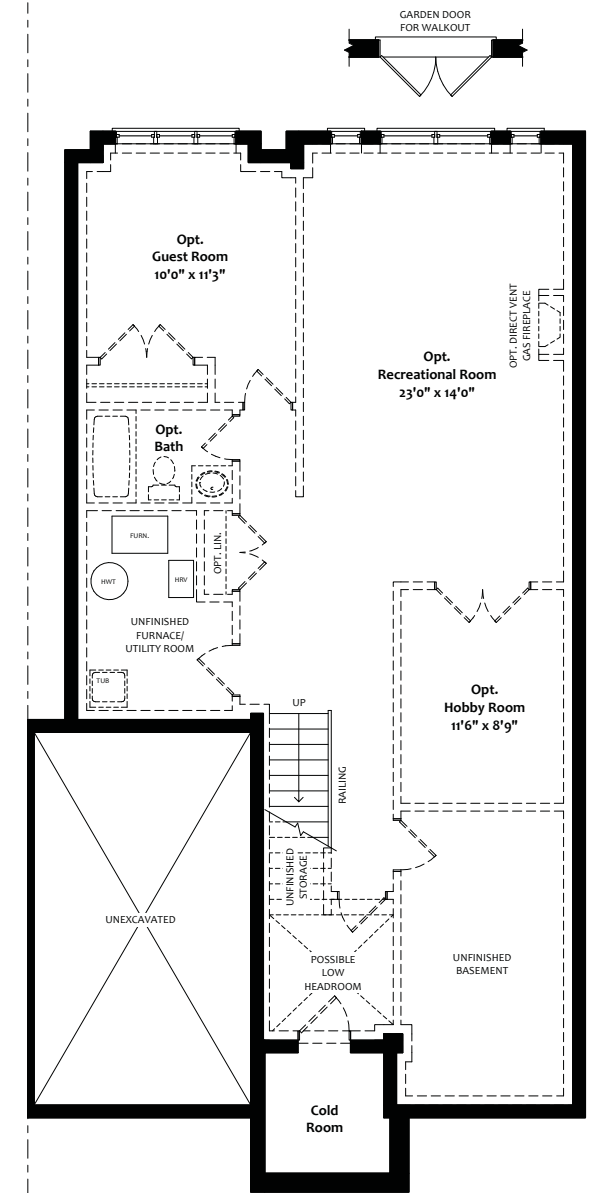 GARDEN DOOR
FOR WALKOUT
Opt.
Guest Room
10'0" x 11'3"
OPT. DIRECT VENT
GAS FIREPLACE
Opt.
Recreational Room
23'0" x 14'0"
Opt.
Bath
FURN.
HWT
HRV
OPT. LIN.
UNFINISHED
FURNACE/
UTILITY ROOM
TUB
Opt.
Hobby Room
11'6" x 8'9"
UP
RAILING
UNFINISHED
STORAGE
UNEXCAVATED
POSSIBLE
LOW
HEADROOM
UNFINISHED
BASEMENT
Cold
Room